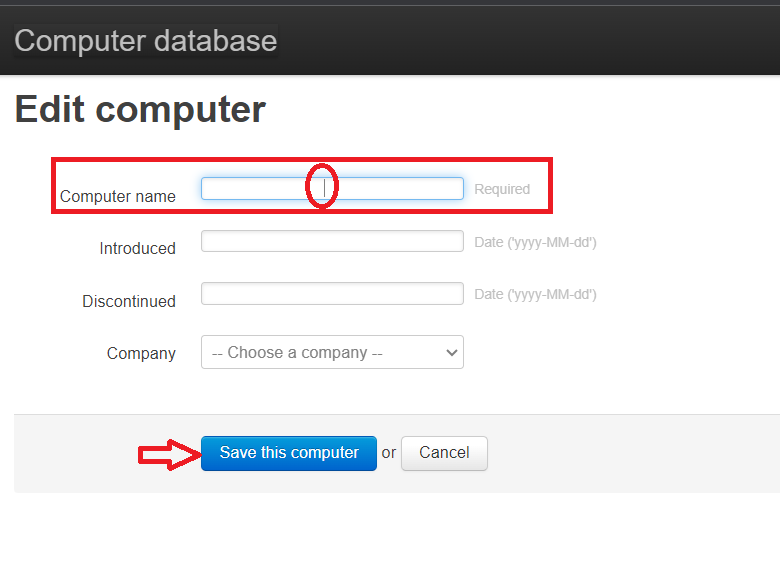 Computer database
Edit computer
Computer name Required
Introduced Date ('yyyy-MM-dd')
Discontinued Date ('yyyy-MM-dd')
Company -- Choose a company --
Save this computer or Cancel